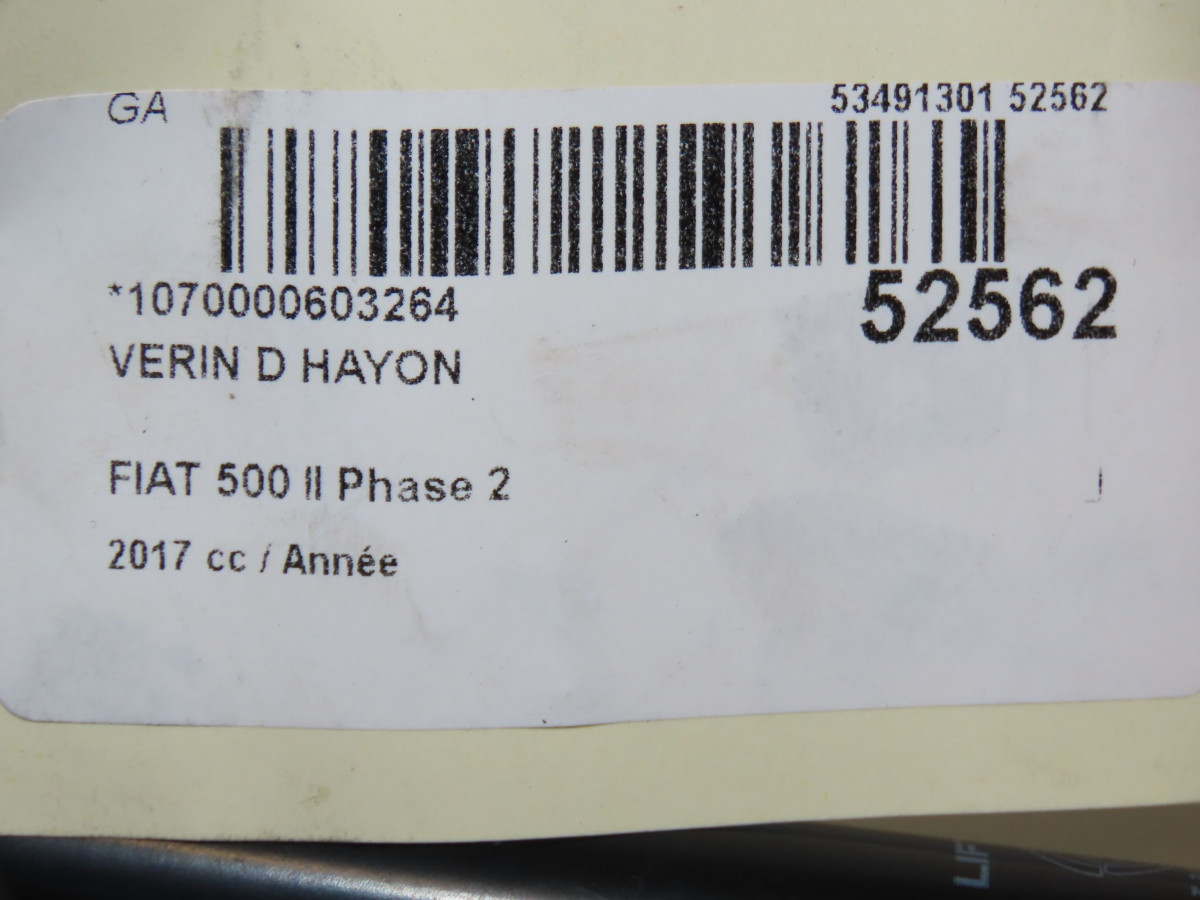 GA
53491301 52562
*1070000603264
52562
VERIN D HAYON
FIAT 500 II Phase 2
2017 cc / Année